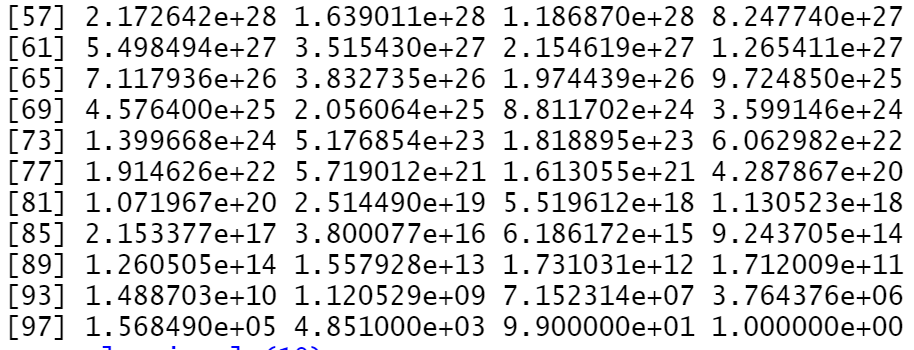 [57] 2.172642e+28 1.639011e+28 1.186870e+28 8.247740e+27
[61] 5.498494e+27 3.515430e+27 2.154619e+27 1.265411e+27
[65] 7.117936e+26 3.832735e+26 1.974439e+26 9.724850e+25
[69] 4.576400e+25 2.056064e+25 8.811702e+24 3.599146e+24
[73] 1.399668e+24 5.176854e+23 1.818895e+23 6.062982e+22
[77] 1.914626e+22 5.719012e+21 1.613055e+21 4.287867e+20
[81] 1.071967e+20 2.514490e+19 5.519612e+18 1.130523e+18
[85] 2.153377e+17 3.800077e+16 6.186172e+15 9.243705e+14
[89] 1.260505e+14 1.557928e+13 1.731031e+12 1.712009e+11
[93] 1.488703e+10 1.120529e+09 7.152314e+07 3.764376e+06
[97] 1.568490e+05 4.851000e+03 9.900000e+01 1.000000e+00